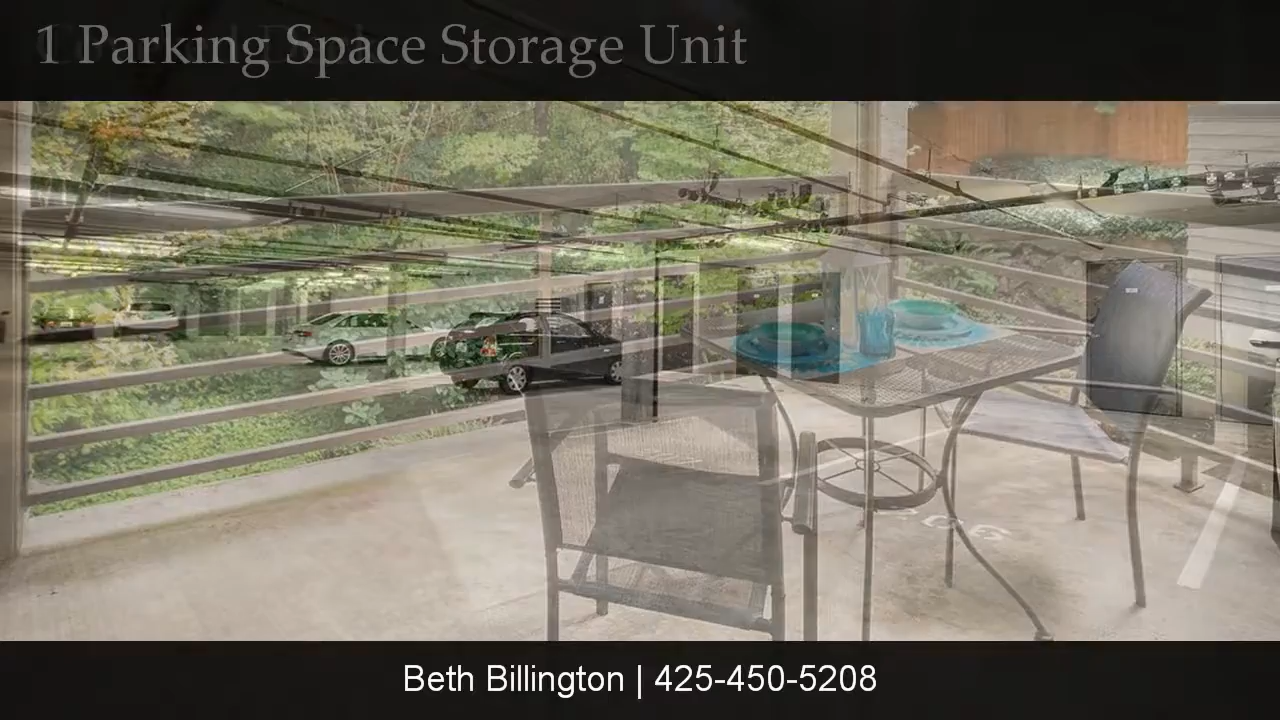 1 Parking Space Storage Unit
Beth Billington | 425-450-5208